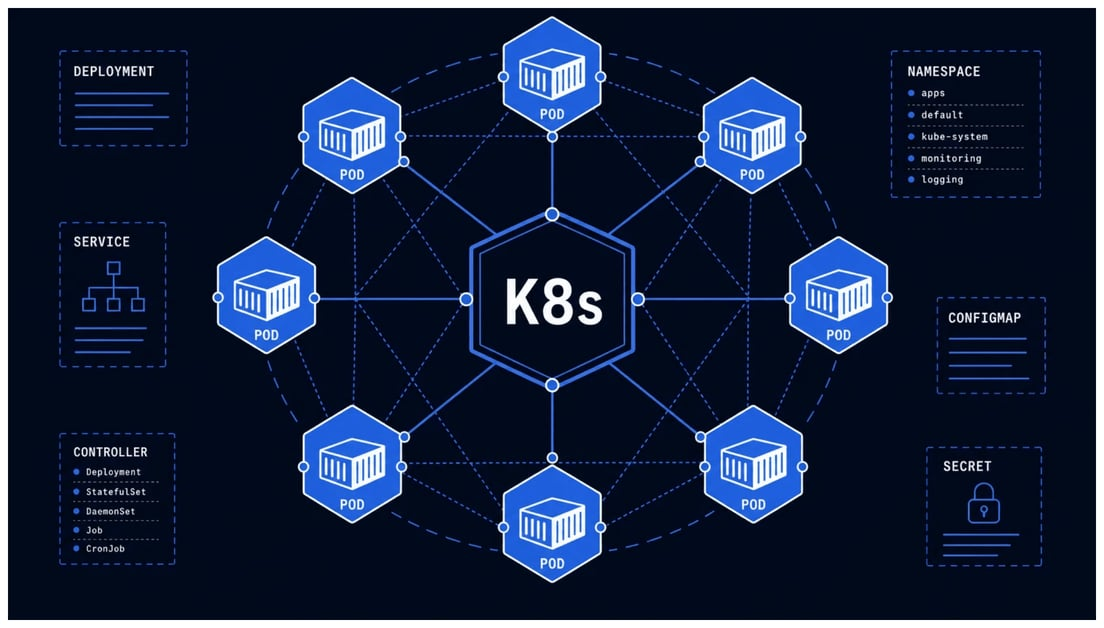 DEPLOYMENT
SERVICE
CONTROLLER
Deployment
StatefulSet
DaemonSet
Job
CronJob
POD
POD
POD
POD
K8s
POD
POD
POD
POD
NAMESPACE
apps
default
kube-system
monitoring
logging
CONFIGMAP
SECRET